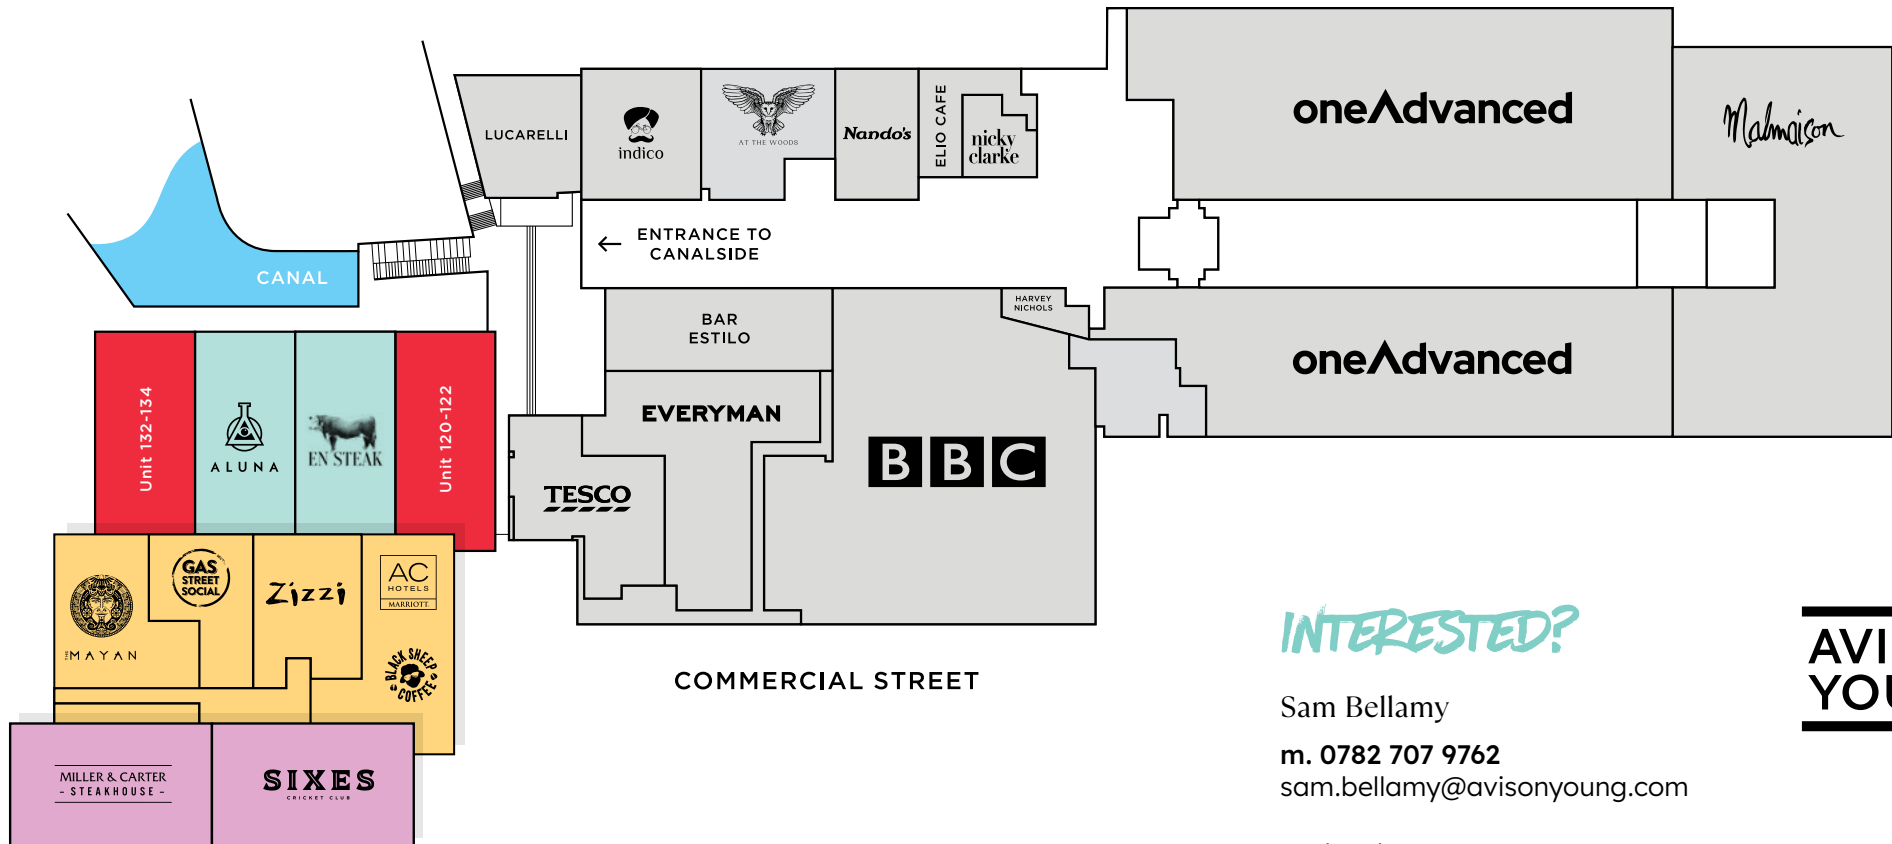 LUCARELLI
indico
AT THE WOODS
Nando's
ELIO CAFE
nicky
clarke
oneAdvanced
Malmaison
← ENTRANCE TO
CANALSIDE
CANAL
HARVEY
NICHOLS
BAR
ESTILO
oneAdvanced
EVERYMAN
BBC
TESCO
Unit 132-134
ALUNA
EN STEAK
Unit 120-122
THE MAYAN
GAS
STREET
SOCIAL
Zizzi
AC
HOTELS
MARRIOTT
BLACK SHEEP
COFFEE
MILLER & CARTER
- STEAKHOUSE -
SIXES
CRICKET CLUB
COMMERCIAL STREET
INTERESTED?
Sam Bellamy
m. 0782 707 9762
sam.bellamy@avisonyoung.com
AVI
YOU